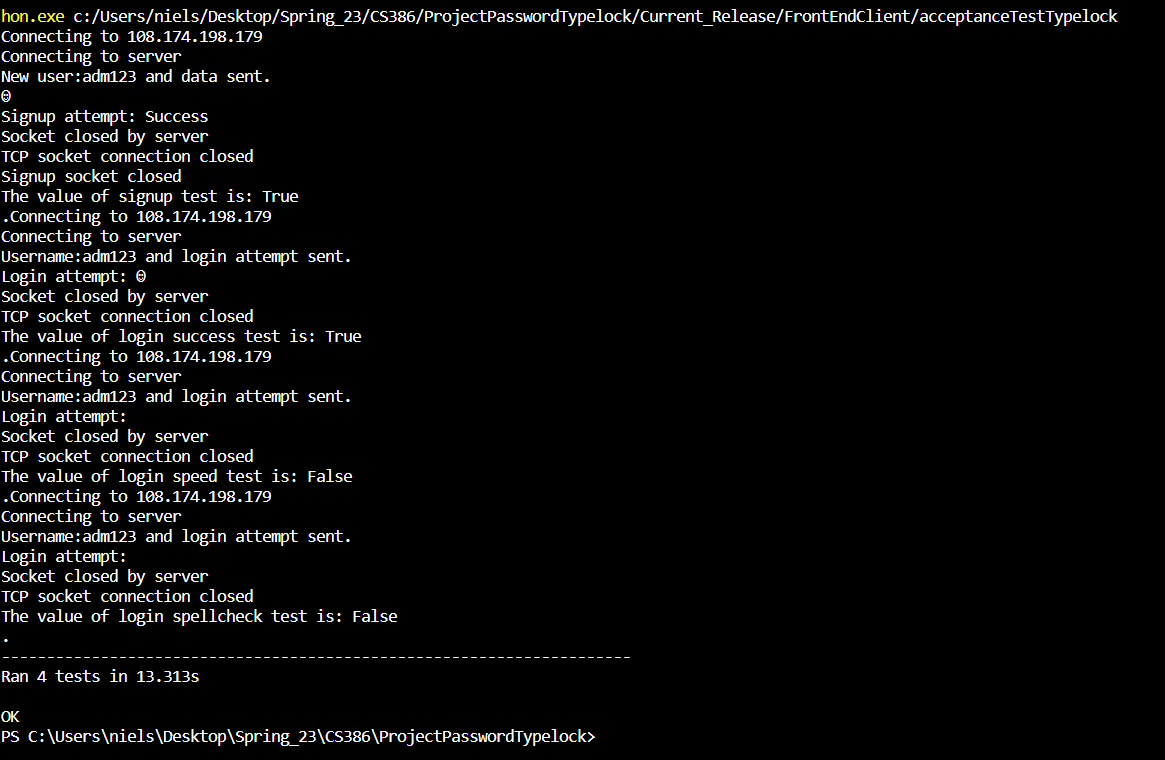 hon.exe c:/Users/niels/Desktop/Spring_23/CS386/ProjectPasswordTypelock/Current_Release/FrontEndClient/acceptanceTestTypelock
Connecting to 108.174.198.179
Connecting to server
New user:adm123 and data sent.
☺
Signup attempt: Success
Socket closed by server
TCP socket connection closed
Signup socket closed
The value of signup test is: True
.Connecting to 108.174.198.179
Connecting to server
Username:adm123 and login attempt sent.
Login attempt: ☺
Socket closed by server
TCP socket connection closed
The value of login success test is: True
.Connecting to 108.174.198.179
Connecting to server
Username:adm123 and login attempt sent.
Login attempt:
Socket closed by server
TCP socket connection closed
The value of login speed test is: False
.Connecting to 108.174.198.179
Connecting to server
Username:adm123 and login attempt sent.
Login attempt:
Socket closed by server
TCP socket connection closed
The value of login spellcheck test is: False
.
----------------------------------------------------------------------
Ran 4 tests in 13.313s
OK
PS C:\Users\niels\Desktop\Spring_23\CS386\ProjectPasswordTypelock>